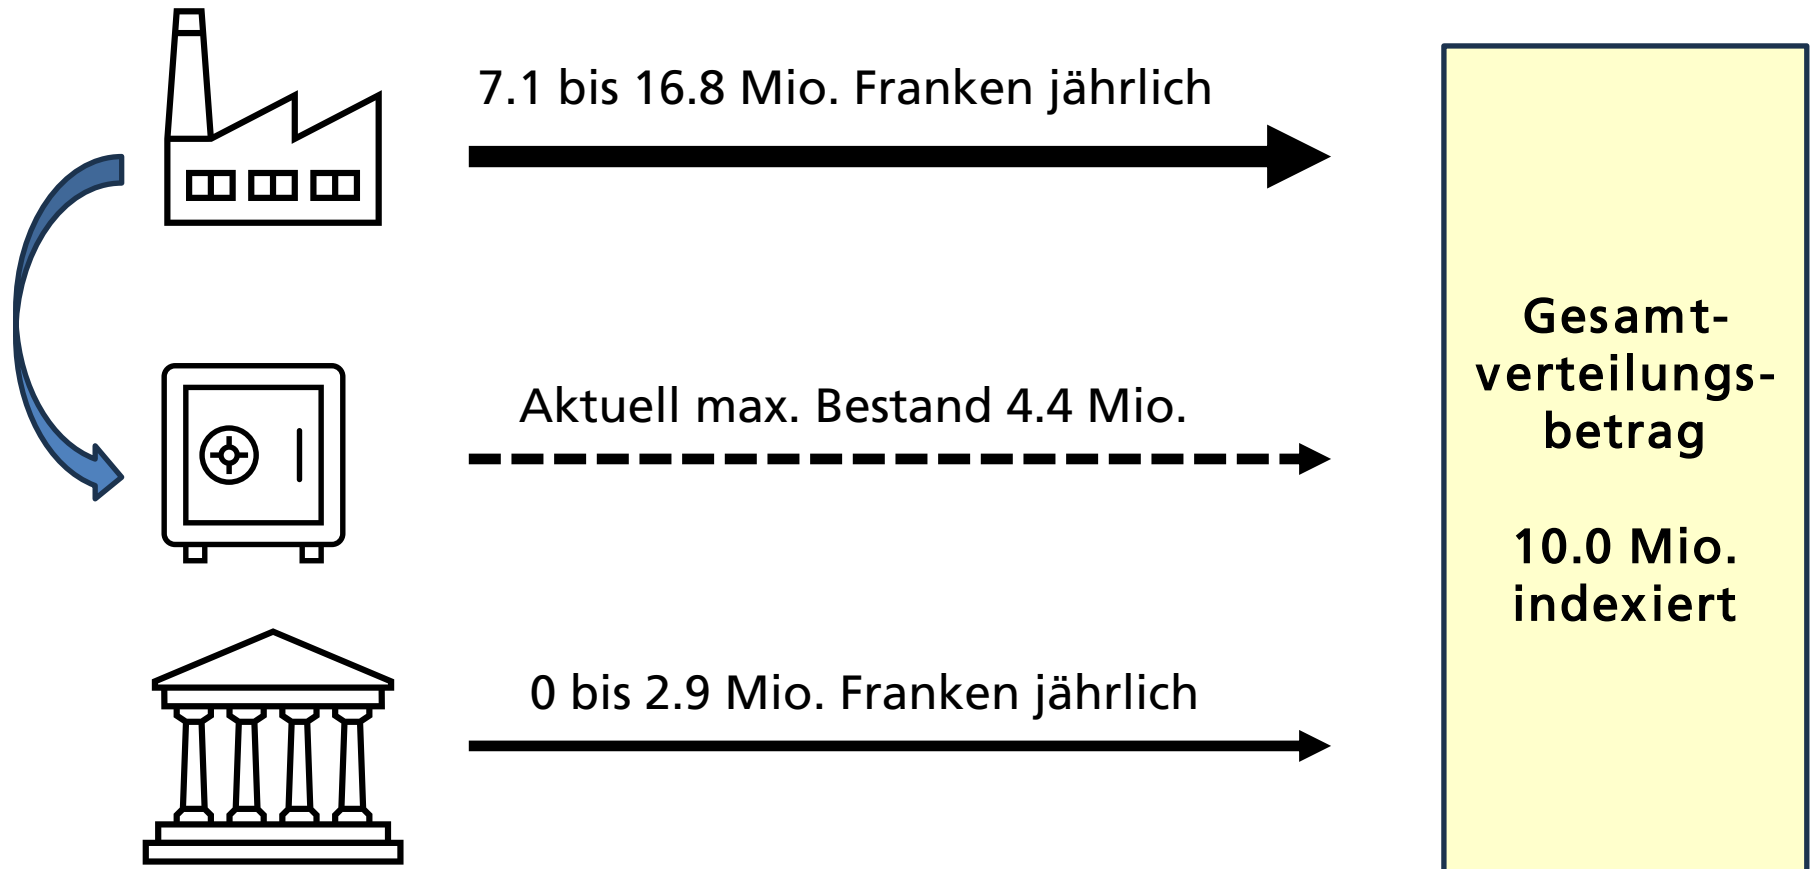 7.1 bis 16.8 Mio. Franken jährlich
Aktuell max. Bestand 4.4 Mio.
0 bis 2.9 Mio. Franken jährlich
Gesamt-
verteilungs-
betrag
10.0 Mio.
indexiert